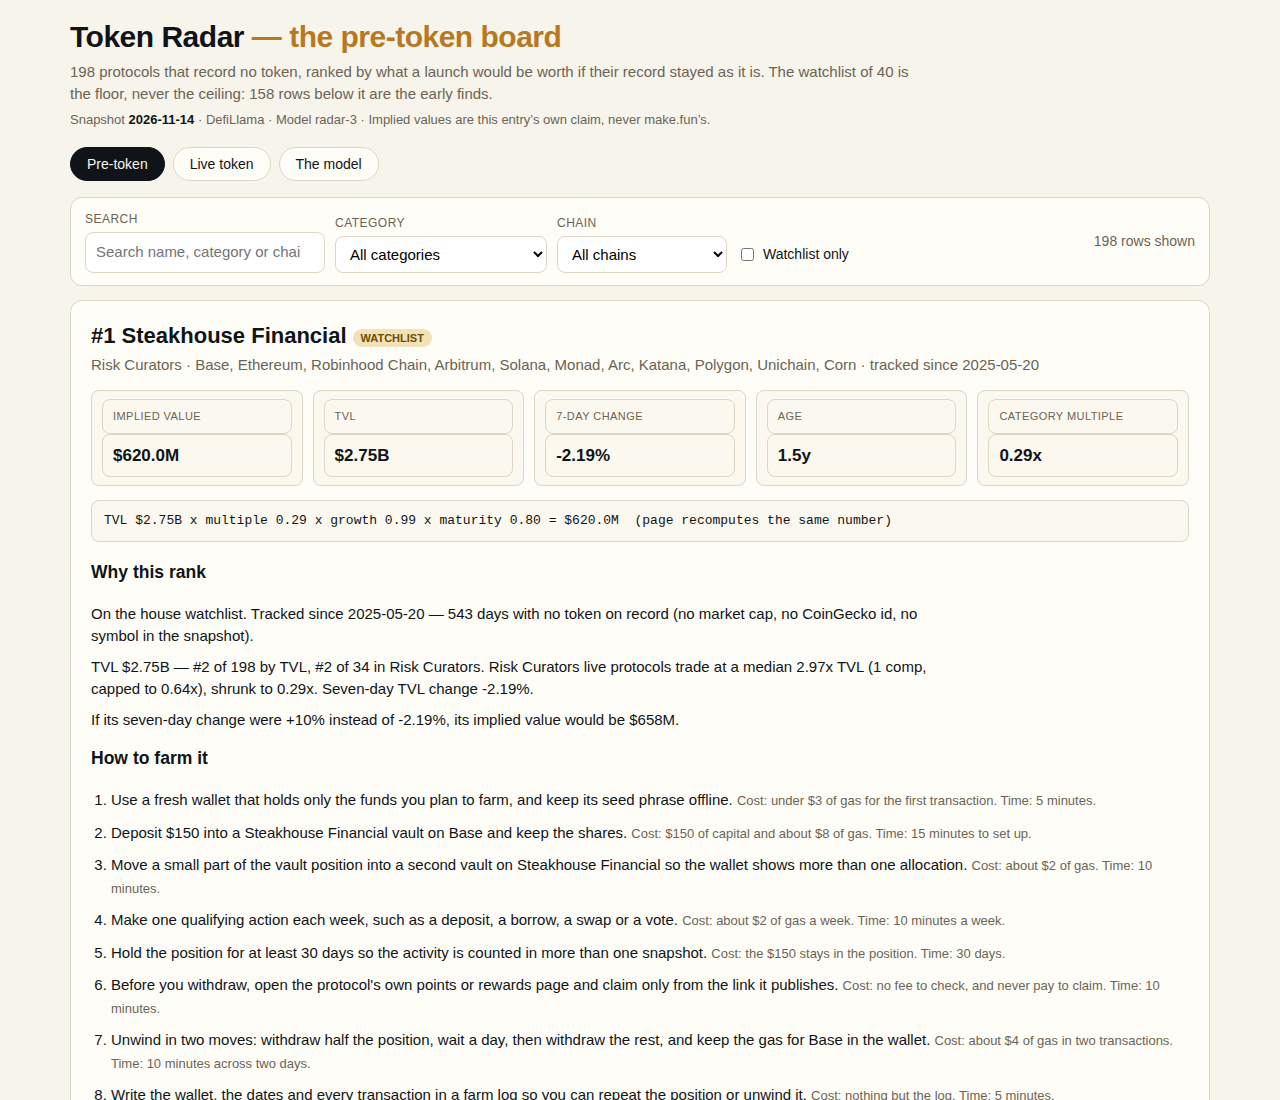 Token Radar — the pre-token board
198 protocols that record no token, ranked by what a launch would be worth if their record stayed as it is. The watchlist of 40 is
the floor, never the ceiling: 158 rows below it are the early finds.
Snapshot 2026-11-14 · DefiLlama · Model radar-3 · Implied values are this entry’s own claim, never make.fun’s.
Pre-token Live token The model
SEARCH CATEGORY CHAIN
Search name, category or chai All categories All chains Watchlist only 198 rows shown
#1 Steakhouse Financial WATCHLIST
Risk Curators · Base, Ethereum, Robinhood Chain, Arbitrum, Solana, Monad, Arc, Katana, Polygon, Unichain, Corn · tracked since 2025-05-20
IMPLIED VALUE TVL 7-DAY CHANGE AGE CATEGORY MULTIPLE
$620.0M $2.75B -2.19% 1.5y 0.29x
TVL $2.75B x multiple 0.29 x growth 0.99 x maturity 0.80 = $620.0M (page recomputes the same number)
Why this rank
On the house watchlist. Tracked since 2025-05-20 — 543 days with no token on record (no market cap, no CoinGecko id, no
symbol in the snapshot).
TVL $2.75B — #2 of 198 by TVL, #2 of 34 in Risk Curators. Risk Curators live protocols trade at a median 2.97x TVL (1 comp,
capped to 0.64x), shrunk to 0.29x. Seven-day TVL change -2.19%.
If its seven-day change were +10% instead of -2.19%, its implied value would be $658M.
How to farm it
1. Use a fresh wallet that holds only the funds you plan to farm, and keep its seed phrase offline. Cost: under $3 of gas for the first transaction. Time: 5 minutes.
2. Deposit $150 into a Steakhouse Financial vault on Base and keep the shares. Cost: $150 of capital and about $8 of gas. Time: 15 minutes to set up.
3. Move a small part of the vault position into a second vault on Steakhouse Financial so the wallet shows more than one allocation. Cost: about $2 of gas. Time: 10
minutes.
4. Make one qualifying action each week, such as a deposit, a borrow, a swap or a vote. Cost: about $2 of gas a week. Time: 10 minutes a week.
5. Hold the position for at least 30 days so the activity is counted in more than one snapshot. Cost: the $150 stays in the position. Time: 30 days.
6. Before you withdraw, open the protocol's own points or rewards page and claim only from the link it publishes. Cost: no fee to check, and never pay to claim. Time: 10
minutes.
7. Unwind in two moves: withdraw half the position, wait a day, then withdraw the rest, and keep the gas for Base in the wallet. Cost: about $4 of gas in two transactions.
Time: 10 minutes across two days.
8. Write the wallet, the dates and every transaction in a farm log so you can repeat the position or unwind it. Cost: nothing but the log. Time: 5 minutes.